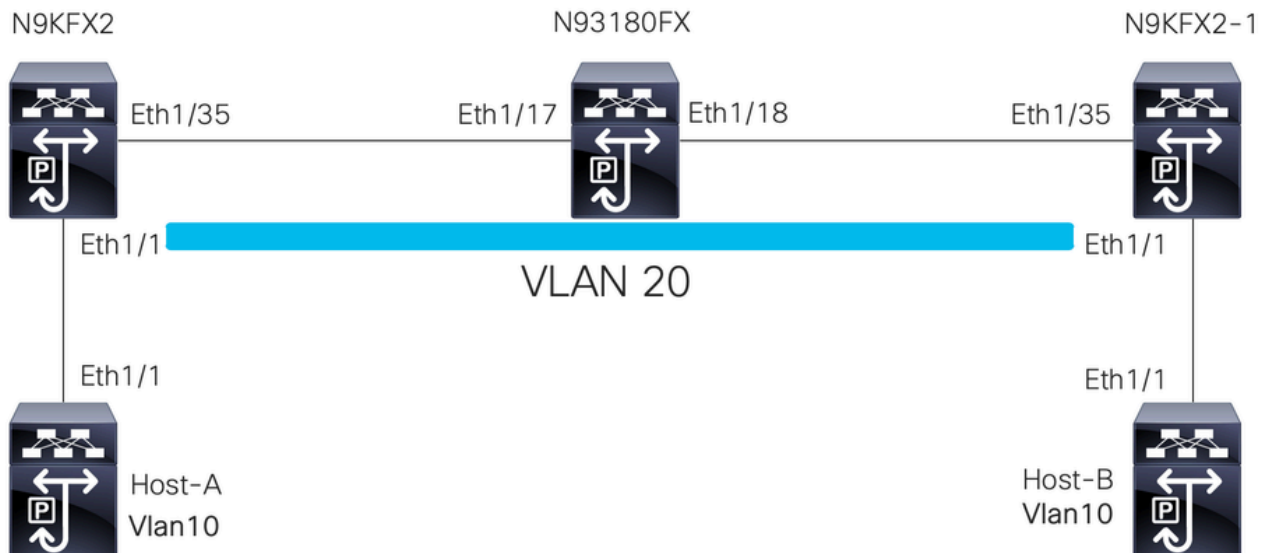 N9KFX2
N93180FX
N9KFX2-1
Eth1/35
Eth1/17
Eth1/18
Eth1/35
P
P
P
Eth1/1
Eth1/1
VLAN 20
Eth1/1
Eth1/1
Host-A
Vlan10
P
Host-B
Vlan10
P